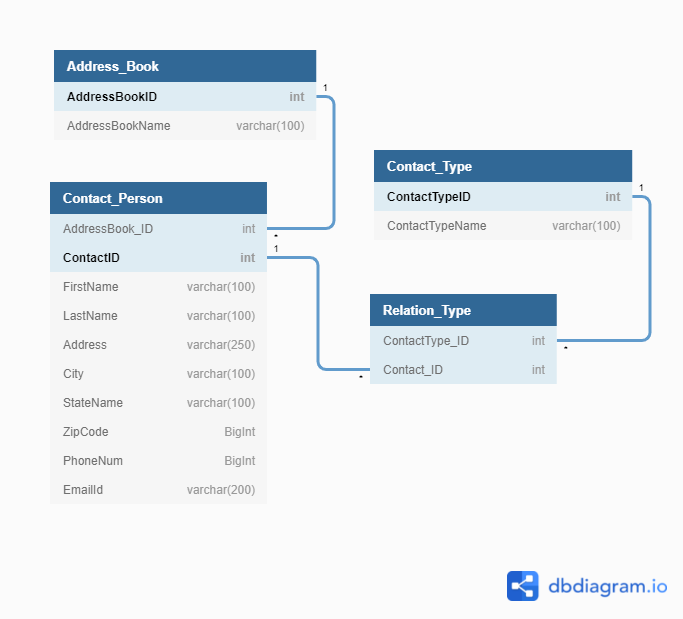 Address_Book
AddressBookID int
AddressBookName varchar(100)
1
Contact_Person
AddressBook_ID int
*
ContactID int
1
FirstName varchar(100)
LastName varchar(100)
Address varchar(250)
City varchar(100)
StateName varchar(100)
ZipCode BigInt
PhoneNum BigInt
EmailId varchar(200)
Contact_Type
ContactTypeID int
1
ContactTypeName varchar(100)
Relation_Type
ContactType_ID int
*
Contact_ID int
*
dbdiagram.io